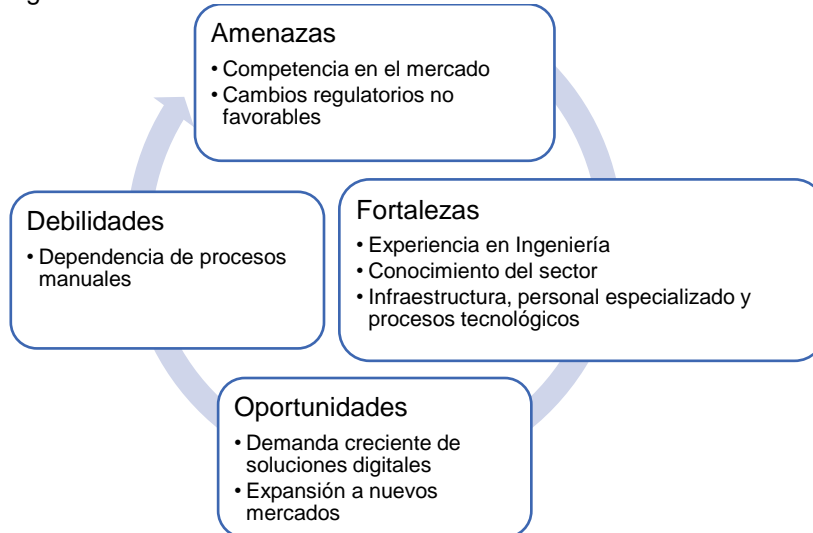 Amenazas
• Competencia en el mercado
• Cambios regulatorios no
favorables
Fortalezas
• Experiencia en Ingeniería
• Conocimiento del sector
• Infraestructura, personal especializado y
procesos tecnológicos
Oportunidades
• Demanda creciente de
soluciones digitales
• Expansión a nuevos
mercados
Debilidades
• Dependencia de procesos
manuales